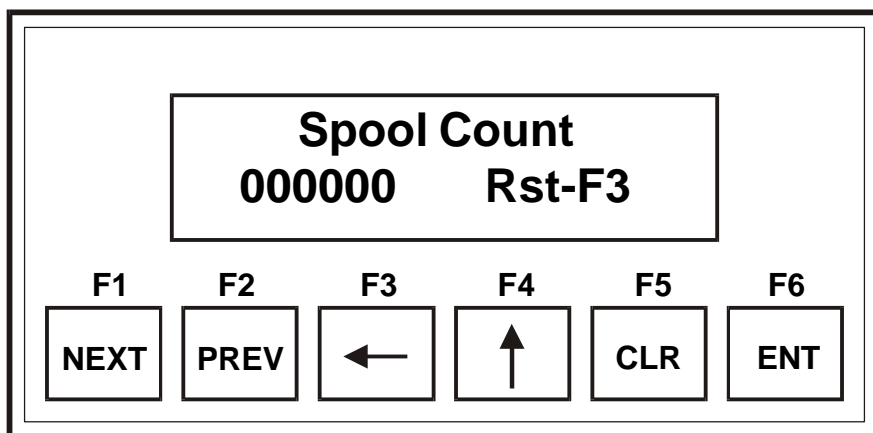 Spool Count
000000 Rst-F3
F1 F2 F3 F4 F5 F6
NEXT PREV CLR ENT